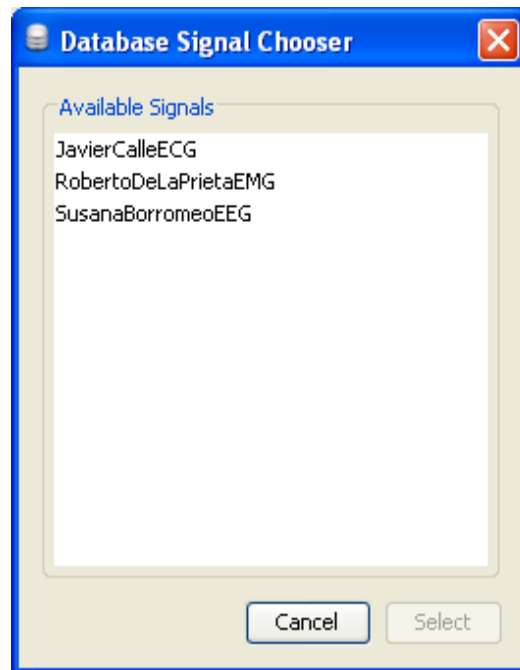 Database Signal Chooser
Available Signals
JavierCalleECG
RobertoDeLaPrietaEMG
SusanaBorromeoEEG
Cancel Select